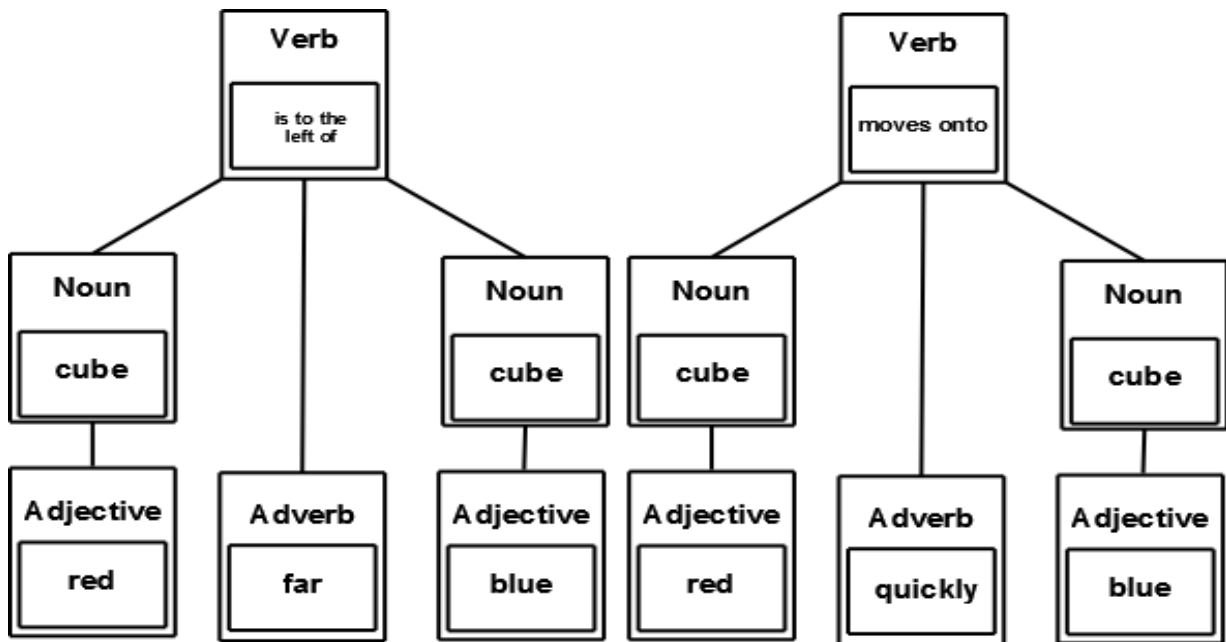 Verb
is to the
left of
Noun
cube
Adjective
red
Adverb
far
Noun
cube
Adjective
blue
Verb
moves onto
Noun
cube
Adjective
red
Adverb
quickly
Noun
cube
Adjective
blue